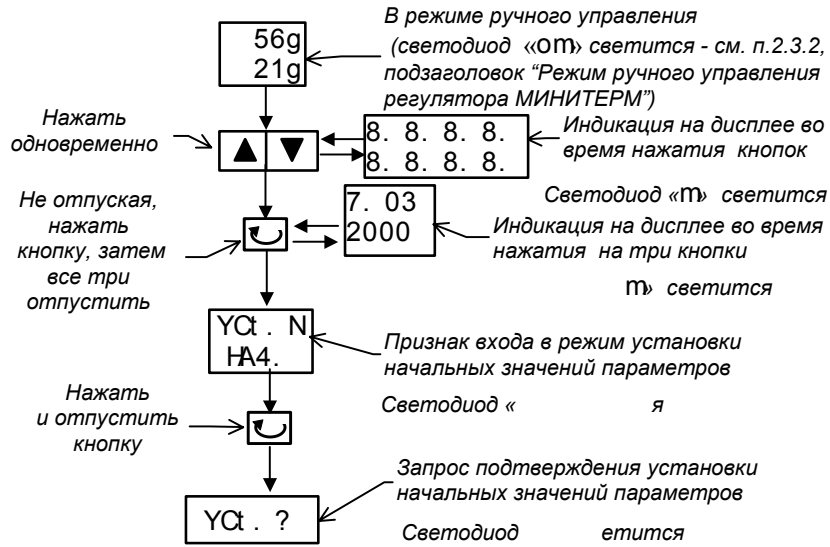 56g
21g
В режиме ручного управления
(светодиод «om» светится - см. п.2.3.2,
подзаголовок “Режим ручного управления
регулятора МИНИТЕРМ”)
Нажать
одновременно
8. 8. 8. 8.
8. 8. 8. 8.
Индикация на дисплее во
время нажатия кнопок
Светодиод «m» светится
Не отпуская,
нажать
кнопку, затем
все три
отпустить
7. 03
2000
Индикация на дисплее во время
нажатия на три кнопки
m» светится
YCt. N
HA4.
Признак входа в режим установки
начальных значений параметров
Светодиод « я
Нажать
и отпустить
кнопку
YCt. ?
Запрос подтверждения установки
начальных значений параметров
Светодиод етится